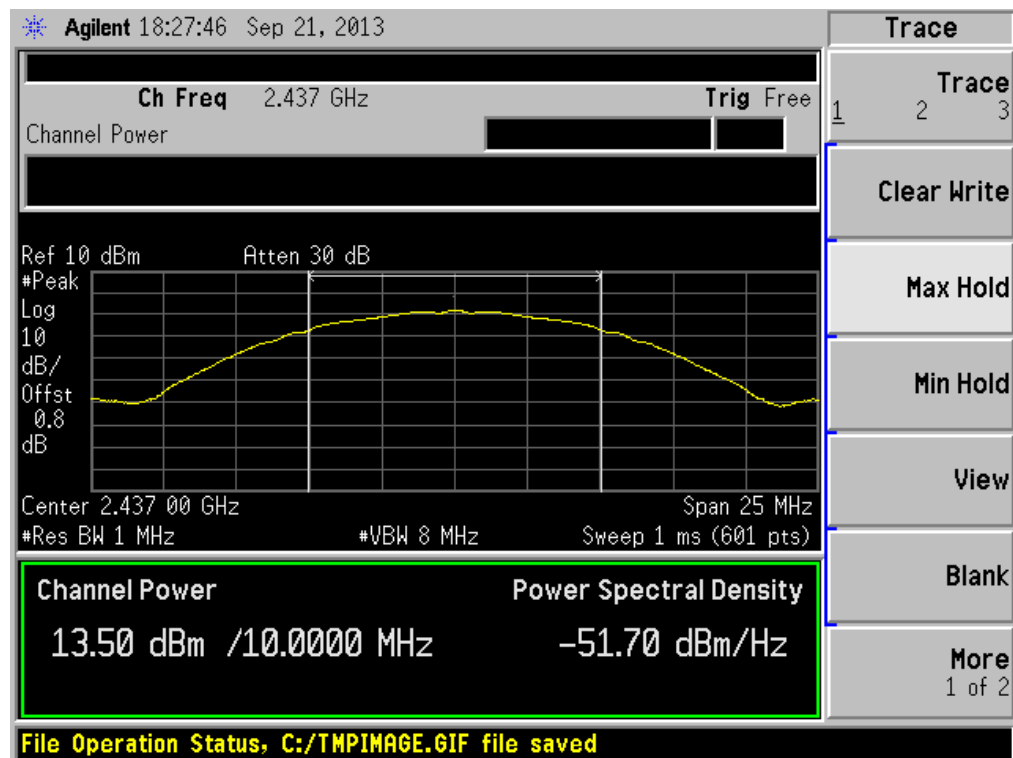 Agilent 18:27:46 Sep 21, 2013
Trace
Ch Freq 2.437 GHz
Trig Free
Channel Power
Trace
1 2 3
Clear Write
Max Hold
Min Hold
View
Blank
More
1 of 2
Ref 10 dBm
Atten 30 dB
#Peak
Log
10
dB/
Offst
0.8
dB
Center 2.437 00 GHz
Span 25 MHz
#Res BW 1 MHz
#VBW 8 MHz
Sweep 1 ms (601 pts)
Channel Power
Power Spectral Density
13.50 dBm /10.0000 MHz
-51.70 dBm/Hz
File Operation Status, C:/TMPIMAGE.GIF file saved